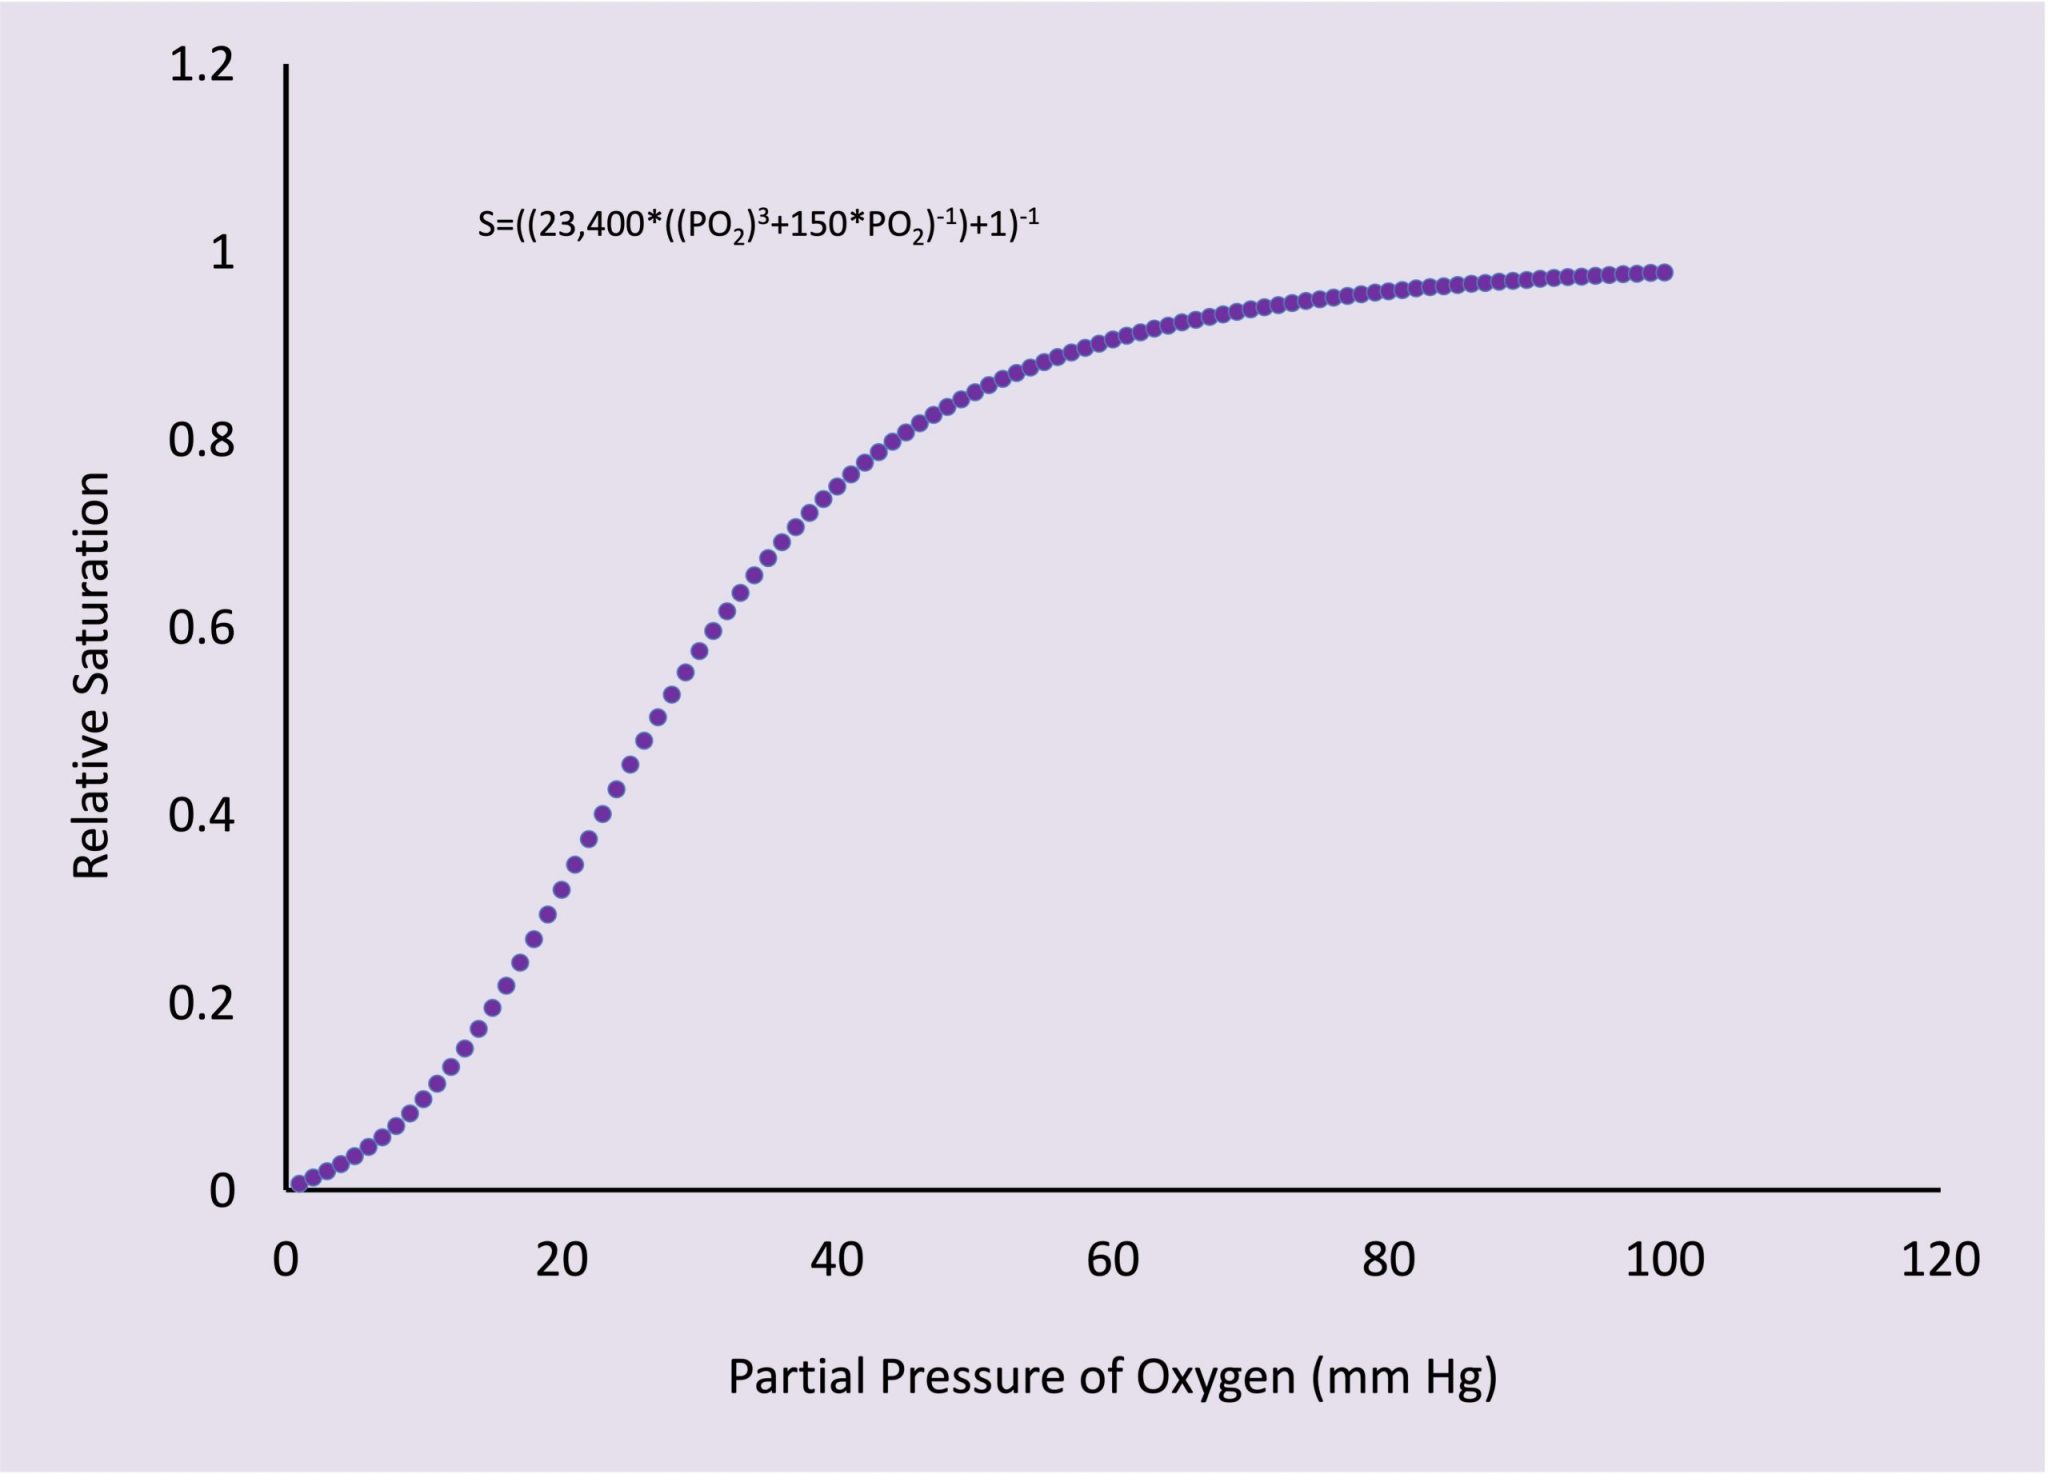 1.2
S=((23,400*((PO₂)³+150*PO₂)⁻¹)+1)⁻¹
1
0.8
0.6
0.4
0.2
0
Relative Saturation
0 20 40 60 80 100 120
Partial Pressure of Oxygen (mm Hg)